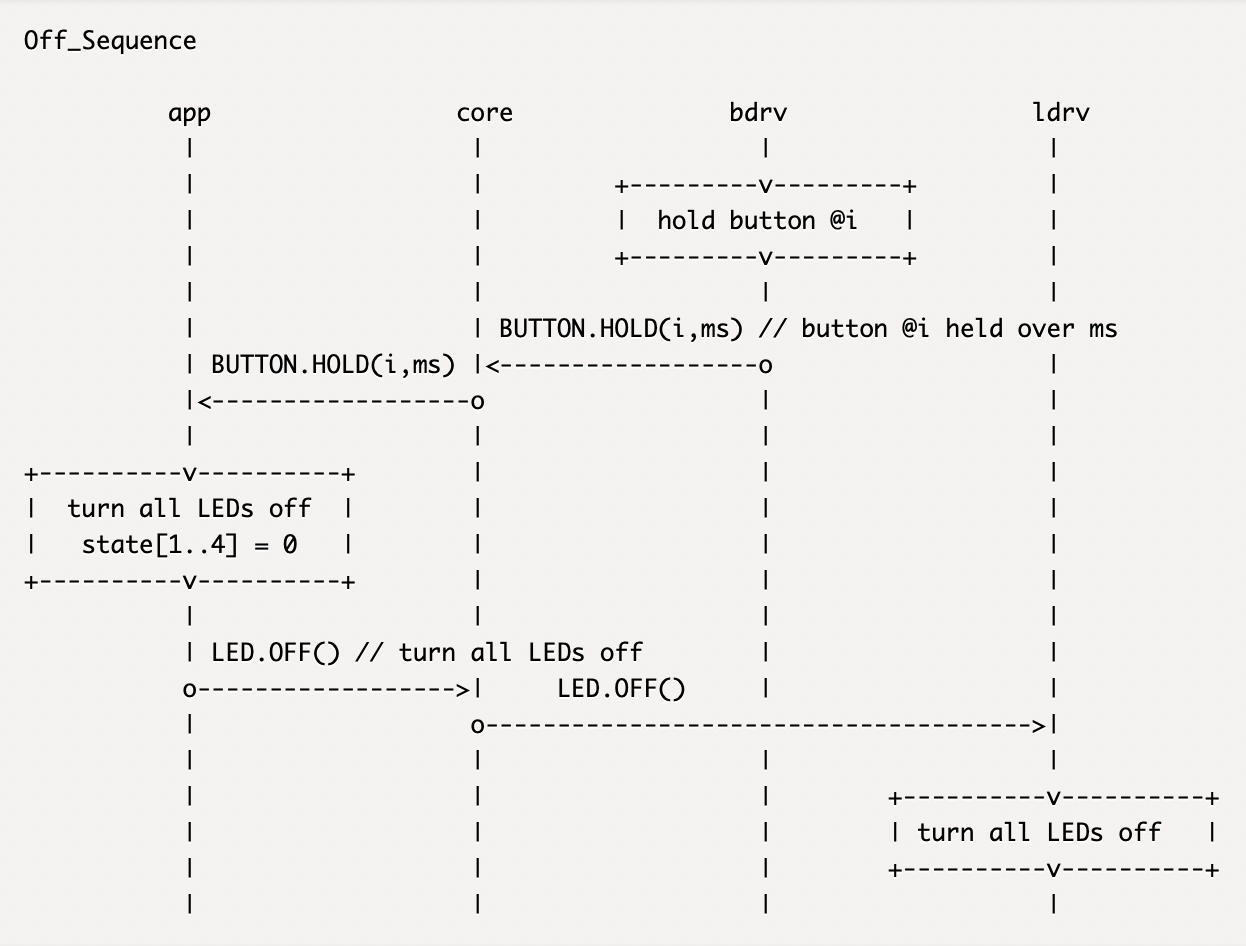 Off_Sequence
          app                 core                 bdrv                 ldrv
           |                   |                   |                   |
           |                   |         +---------v---------+         |
           |                   |         |  hold button @i   |         |
           |                   |         +---------v---------+         |
           |                   |                   |                   |
           |                   | BUTTON.HOLD(i,ms) // button @i held over ms
           | BUTTON.HOLD(i,ms) |<------------------o                   |
           |<------------------o                   |                   |
           |                   |                   |                   |
+----------v----------+        |                   |                   |
|  turn all LEDs off  |        |                   |                   |
|   state[1..4] = 0   |        |                   |                   |
+----------v----------+        |                   |                   |
           |                   |                   |                   |
           | LED.OFF() // turn all LEDs off        |                   |
           o------------------>|     LED.OFF()     |                   |
           |                   o-------------------------------------->|
           |                   |                   |                   |
           |                   |                   |        +----------v----------+
           |                   |                   |        | turn all LEDs off   |
           |                   |                   |        +----------v----------+
           |                   |                   |                   |